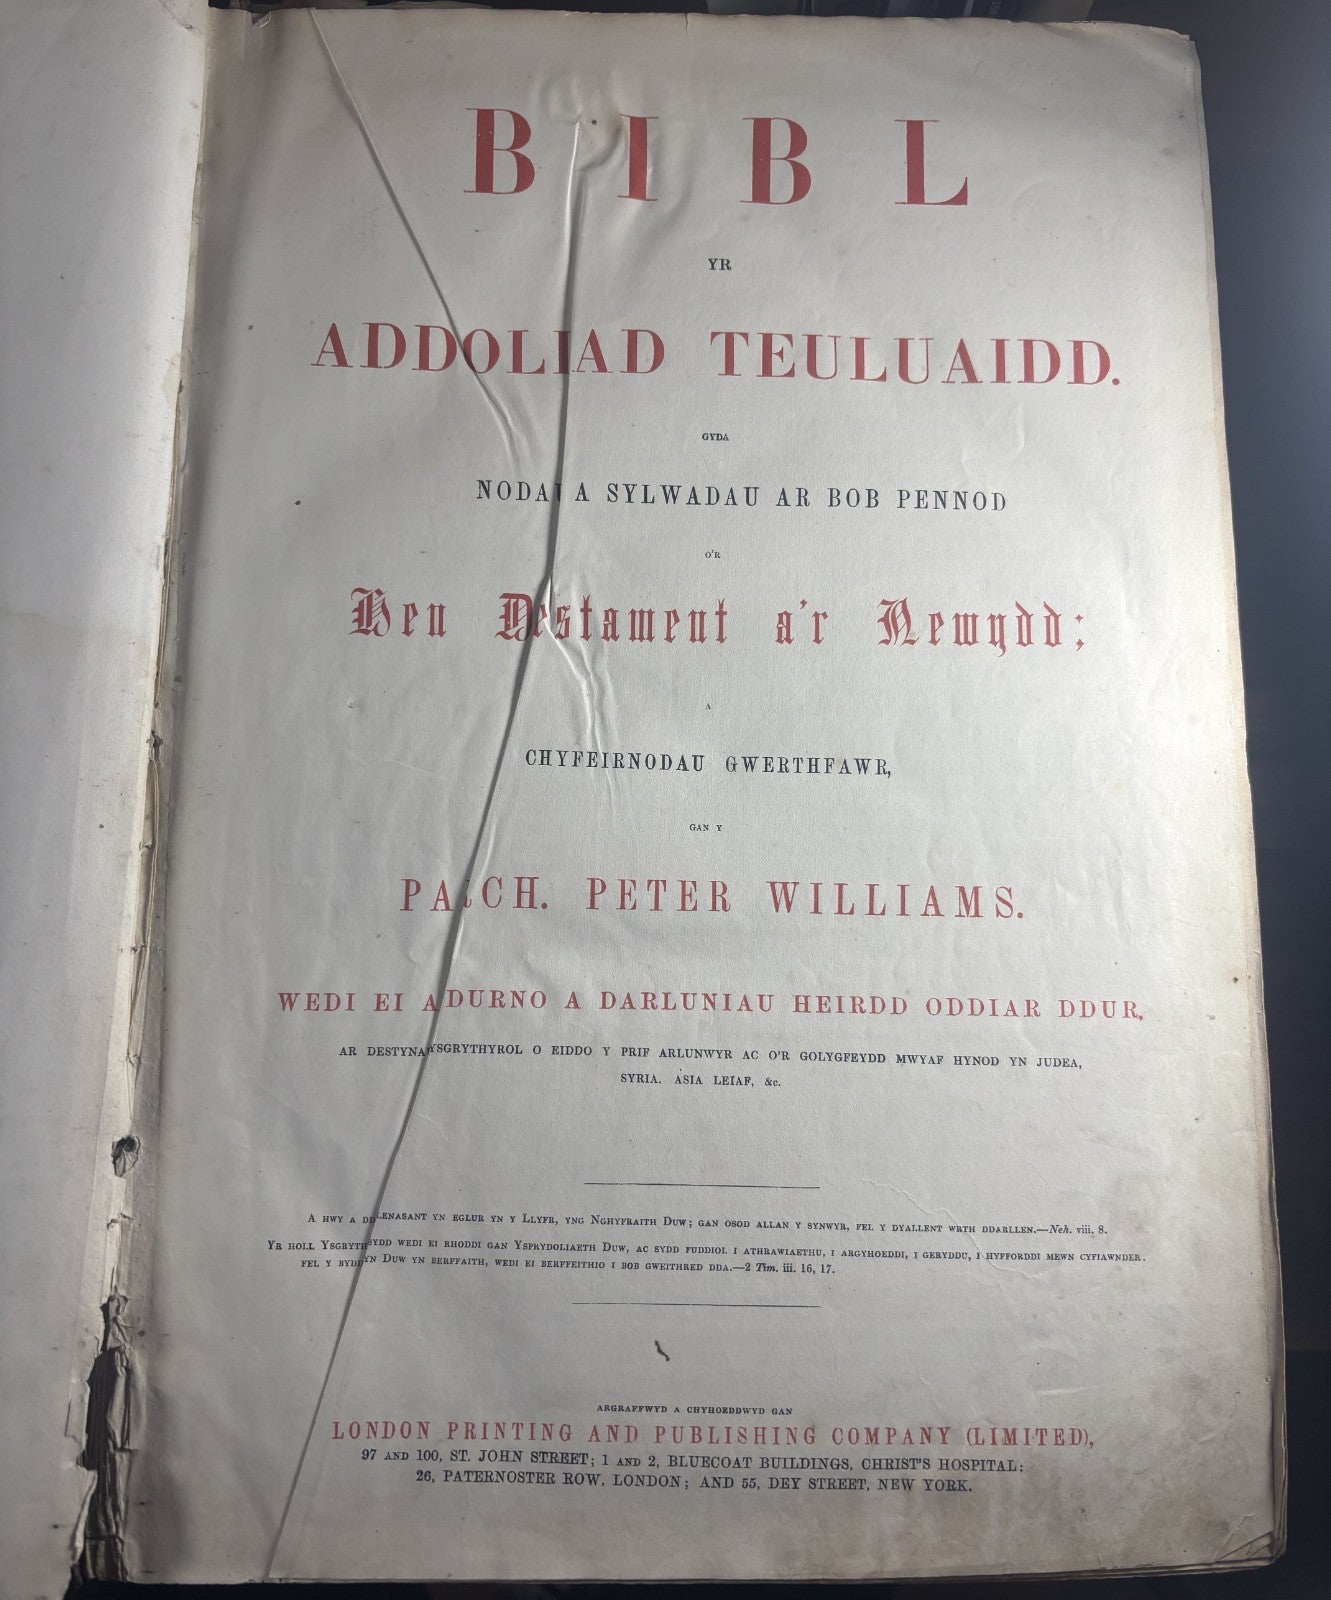 BIBL
YR
ADDOLIAD TEULUAIDD.
GYDA
NODAU A SYLWADAU AR BOB PENNOD
O'R
Hen Destament a'r Newydd;
A
CHYFEIRNODAU GWERTHFAWR,
GAN Y
PARCH. PETER WILLIAMS.
WEDI EI ADURNO A DARLUNIAU HEIRDD ODDIAR DDUR,
AR YSGRYTHYROL O EIDDO Y PRIF ARLUNWYR AC O'R GOLYGFEYDD MWYAF HYNOD YN JUDEA,
SYRIA, ASIA LEIAF, &c.
A HWY A DDARLLENASANT YN EGLUR YN Y LLYFR, YNG NGHYFRAITH DUW; GAN OSOD ALLAN Y SYNWYR, FEL Y DYALLENT WRTH DDARLLEN.—Neh. viii. 8.
YR HOLL YSGRYTHYR SYDD WEDI EI RHODDI GAN YSPRYDOLIAETH DUW, AC SYDD FUDDIOL I ATHRAWIAETHU, I ARGYHOEDDI, I GERYDDU, I HYFFORDDI MEWN CYFIAWNDER.
FEL Y BYDDO DYN DUW YN BERFFAITH, WEDI EI BERFFEITHIO I BOB GWEITHRED DDA.—2 Tim. iii. 16, 17.
ARGRAFFWYD A CHYHOEDDWYD GAN
LONDON PRINTING AND PUBLISHING COMPANY (LIMITED),
97 AND 100, ST. JOHN STREET; 1 AND 2, BLUECOAT BUILDINGS, CHRIST'S HOSPITAL;
26, PATERNOSTER ROW, LONDON; AND 55, DEY STREET, NEW YORK.